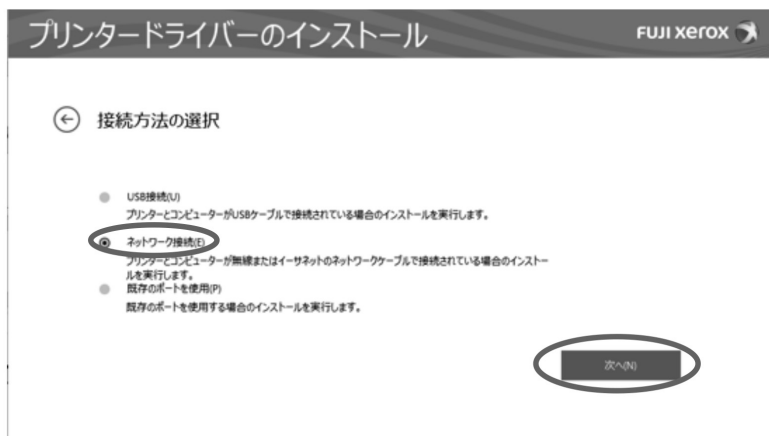 プリンタードライバーのインストール
FUJI xerox
接続方法の選択
USB接続(U)
プリンターとコンピューターがUSBケーブルで接続されている場合のインストールを実行します。
ネットワーク接続(E)
プリンターとコンピューターが無線またはイーサネットのネットワークケーブルで接続されている場合のインストー
ルを実行します。
既存のポートを使用(P)
既存のポートを使用する場合のインストールを実行します。
次へ(N)